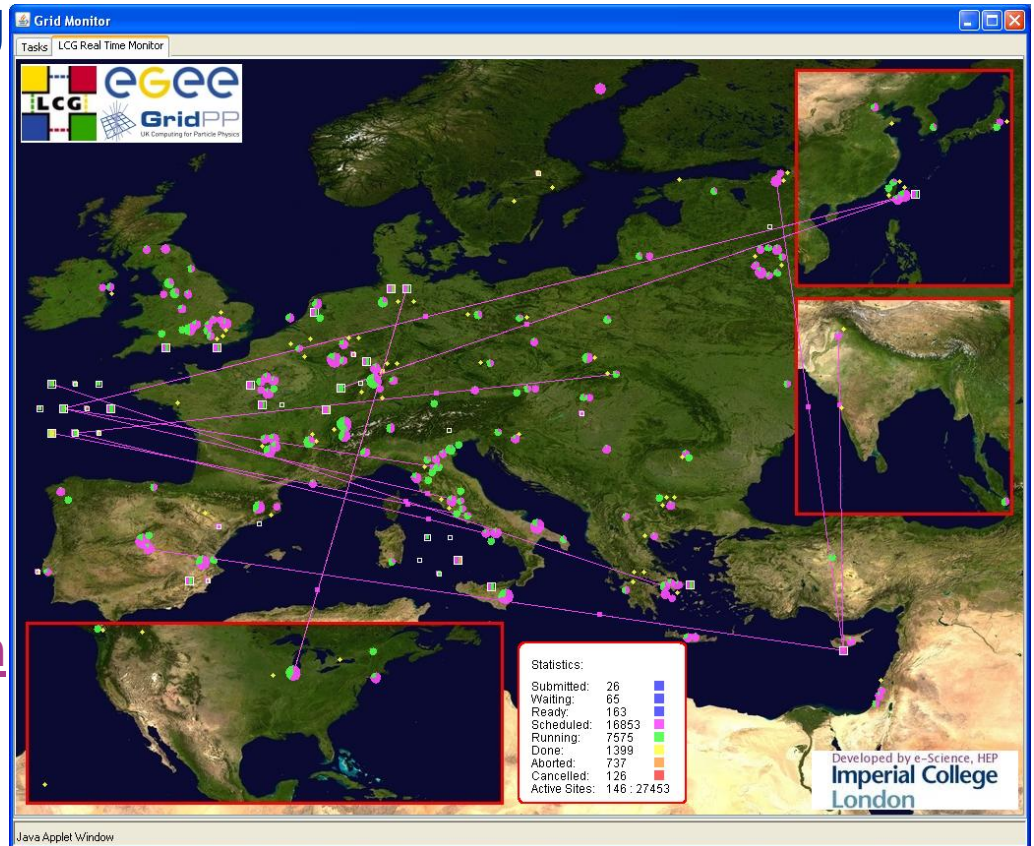 Grid Monitor
Tasks LCG Real Time Monitor
LCG
egee
GridPP
UK Computing for Particle Physics
Statistics:
Submitted: 26
Waiting: 65
Ready: 163
Scheduled: 16853
Running: 7575
Done: 1399
Aborted: 737
Cancelled: 126
Active Sites: 146 : 27453
Developed by e-Science, HEP
Imperial College
London
Java Applet Window